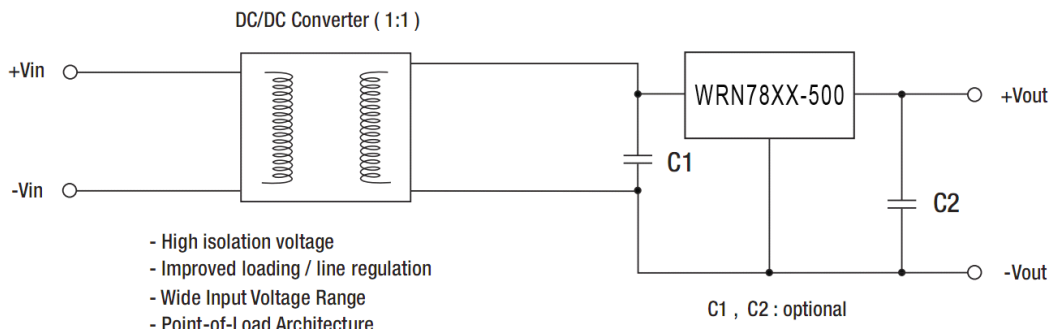 DC/DC Converter ( 1:1 )
+Vin
WRN78XX-500
+Vout
C1
-Vin
C2
- High isolation voltage
- Improved loading / line regulation
- Wide Input Voltage Range
- Point-of-Load Architecture
-Vout
C1 , C2 : optional